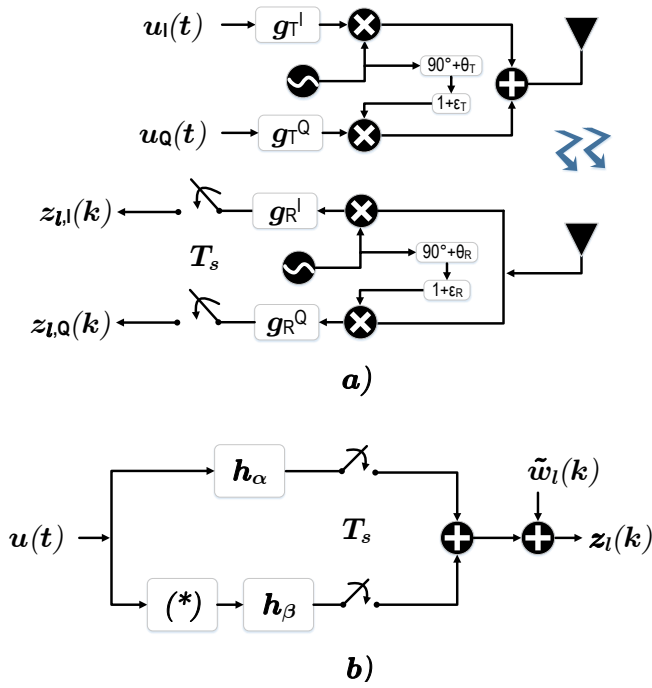 u_I(t) g_T^I
90°+θ_T
1+ε_T
u_Q(t) g_T^Q
z_{l,I}(k) g_R^I
T_s 90°+θ_R
1+ε_R
z_{l,Q}(k) g_R^Q
a)
h_α w̃_l(k)
u(t) T_s z_l(k)
(*) h_β
b)